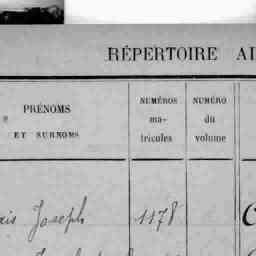 RÉPERTOIRE
PRÉNOMS
ET SURNOMS
NUMÉROS
ma-
tricules
NUMÉRO
du
volume
Joseph 1178